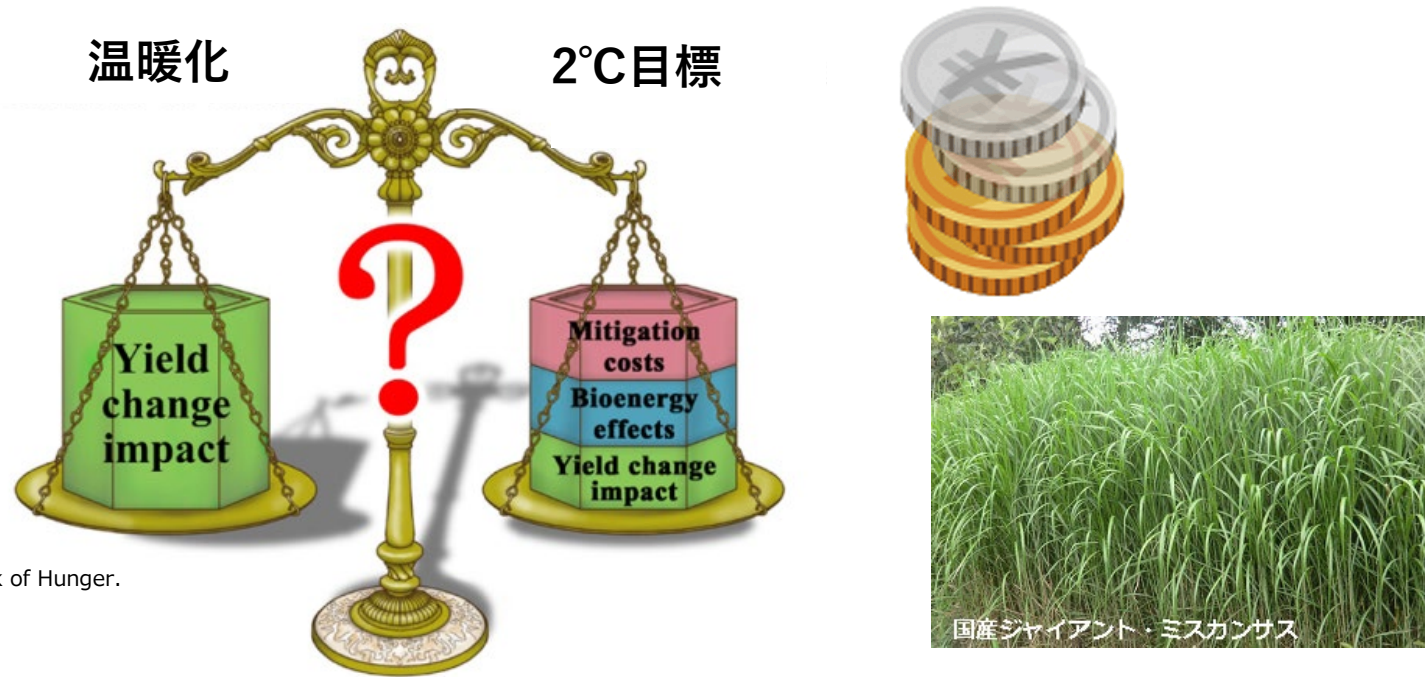 温暖化
2℃目標
Yield
change
impact
?
Mitigation
costs
Bioenergy
effects
Yield change
impact
of Hunger.
¥
国産ジャイアント・ミスカンサス